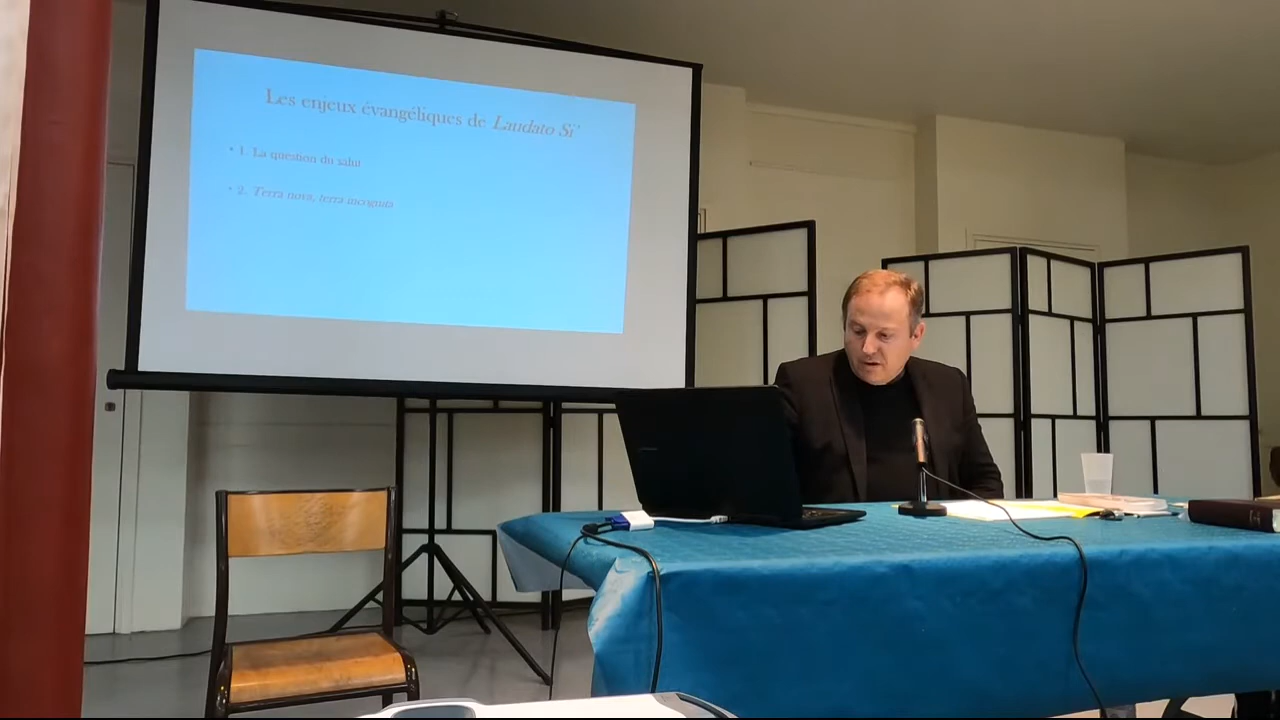 Les enjeux évangéliques de Laudato Si'
• 1. La question du salut
• 2. Terra nova, terra incognita